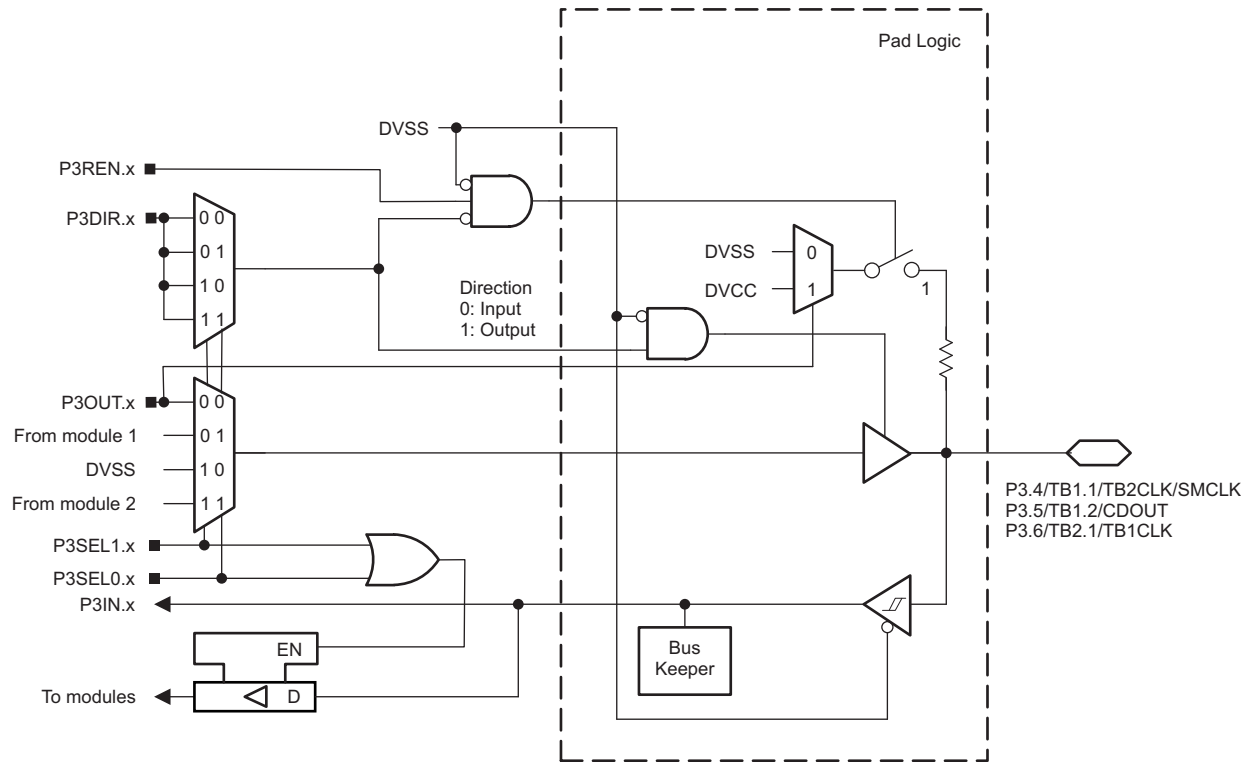 Pad Logic
DVSS
P3REN.x
P3DIR.x
0 0
0 1
1 0
1 1
Direction
0: Input
1: Output
DVSS
0
DVCC
1
1
P3OUT.x
0 0
From module 1
0 1
DVSS
1 0
From module 2
1 1
P3.4/TB1.1/TB2CLK/SMCLK
P3.5/TB1.2/CDOUT
P3.6/TB2.1/TB1CLK
P3SEL1.x
P3SEL0.x
P3IN.x
Bus
Keeper
EN
To modules
D